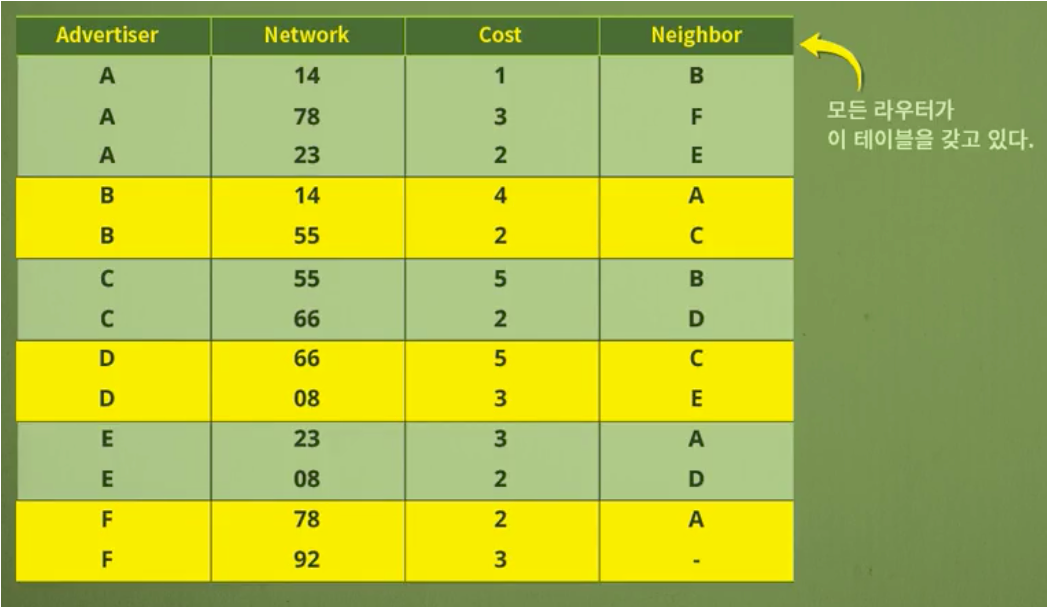 Advertiser Network Cost Neighbor
A 14 1 B
A 78 3 F
A 23 2 E
B 14 4 A
B 55 2 C
C 55 5 B
C 66 2 D
D 66 5 C
D 08 3 E
E 23 3 A
E 08 2 D
F 78 2 A
F 92 3 -
모든 라우터가
이 테이블을 갖고 있다.